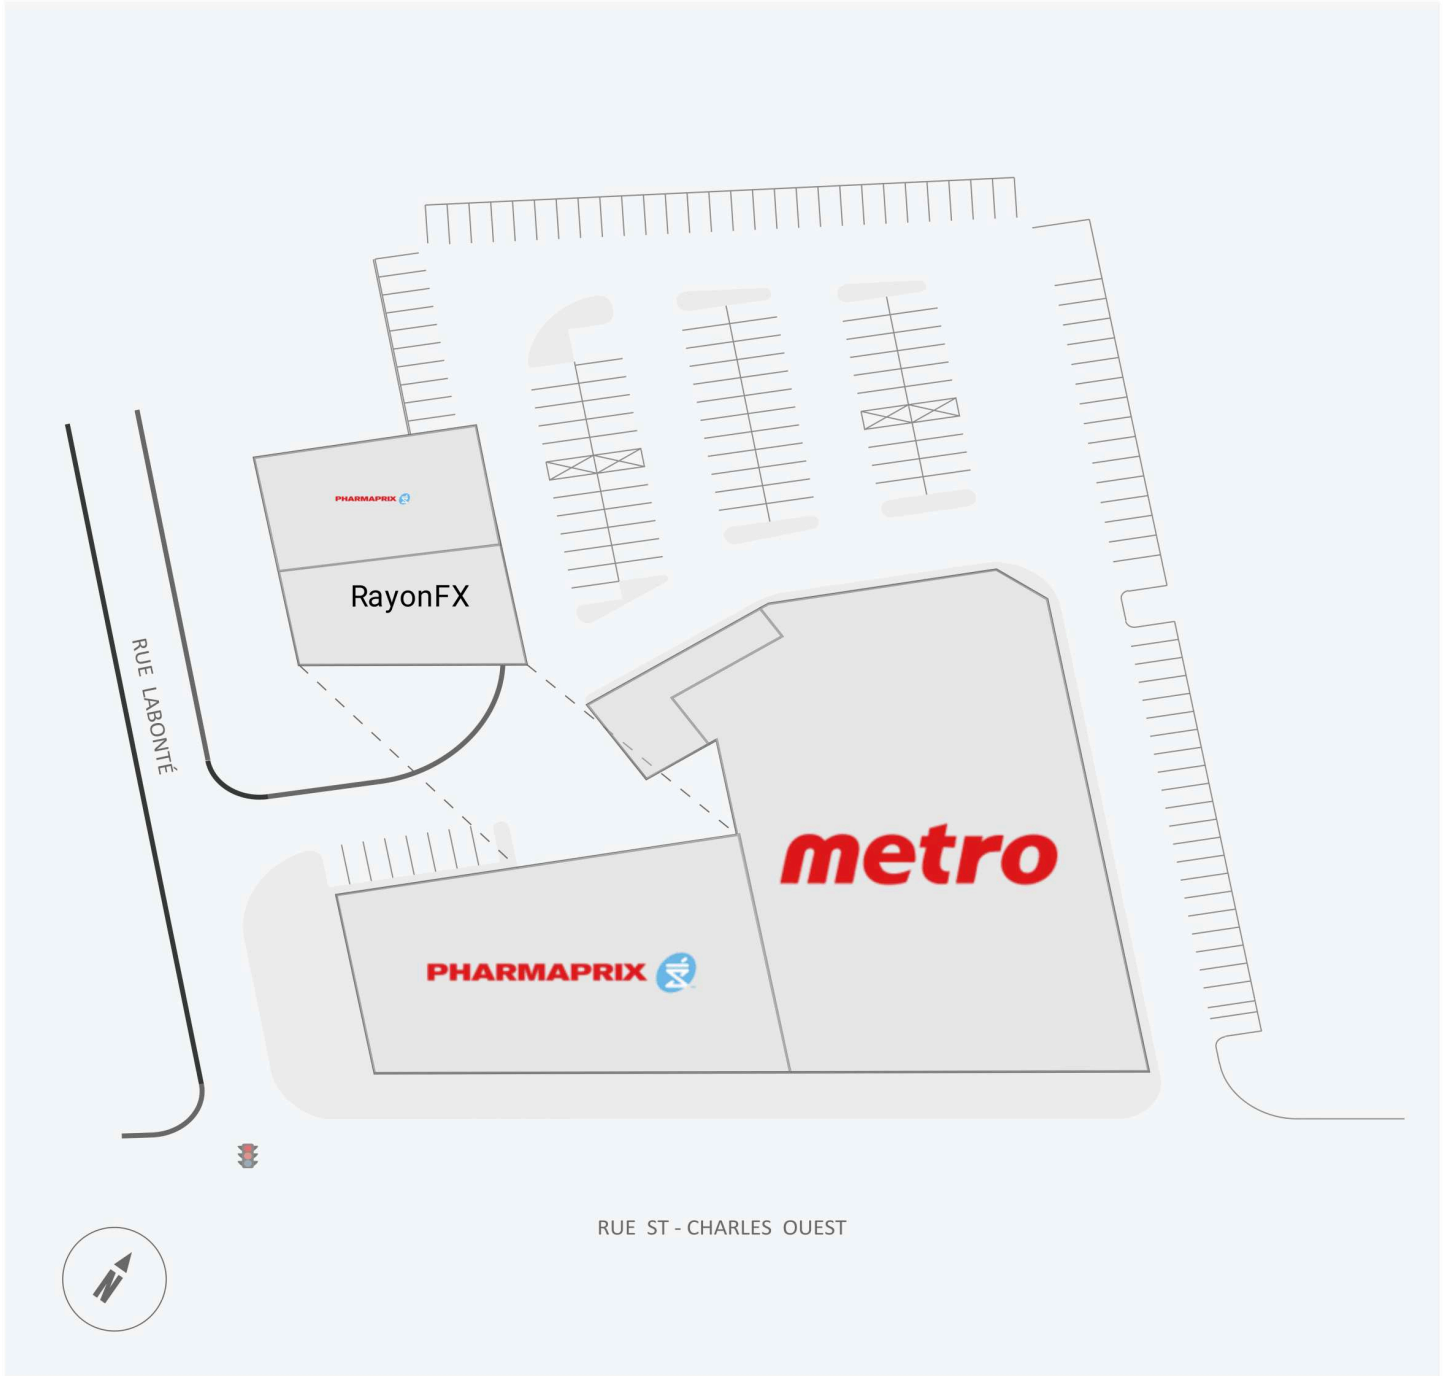 PHARMAPRIX
RayonFX
RUE LABONTÉ
metro
PHARMAPRIX
RUE ST - CHARLES OUEST
N